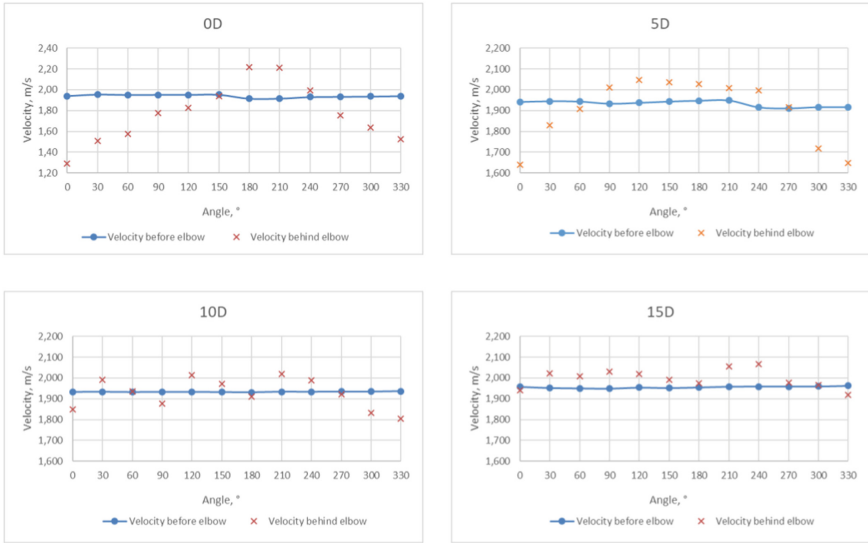 0D
2,40
2,20
2,00
1,80
1,60
1,40
1,20
Velocity, m/s
0 30 60 90 120 150 180 210 240 270 300 330
Angle, °
Velocity before elbow Velocity behind elbow
5D
2,200
2,100
2,000
1,900
1,800
1,700
1,600
Velocity, m/s
0 30 60 90 120 150 180 210 240 270 300 330
Angle, °
Velocity before elbow Velocity behind elbow
10D
2,200
2,100
2,000
1,900
1,800
1,700
1,600
Velocity, m/s
0 30 60 90 120 150 180 210 240 270 300 330
Angle, °
Velocity before elbow Velocity behind elbow
15D
2,200
2,100
2,000
1,900
1,800
1,700
1,600
Velocity, m/s
0 30 60 90 120 150 180 210 240 270 300 330
Angle, °
Velocity before elbow Velocity behind elbow